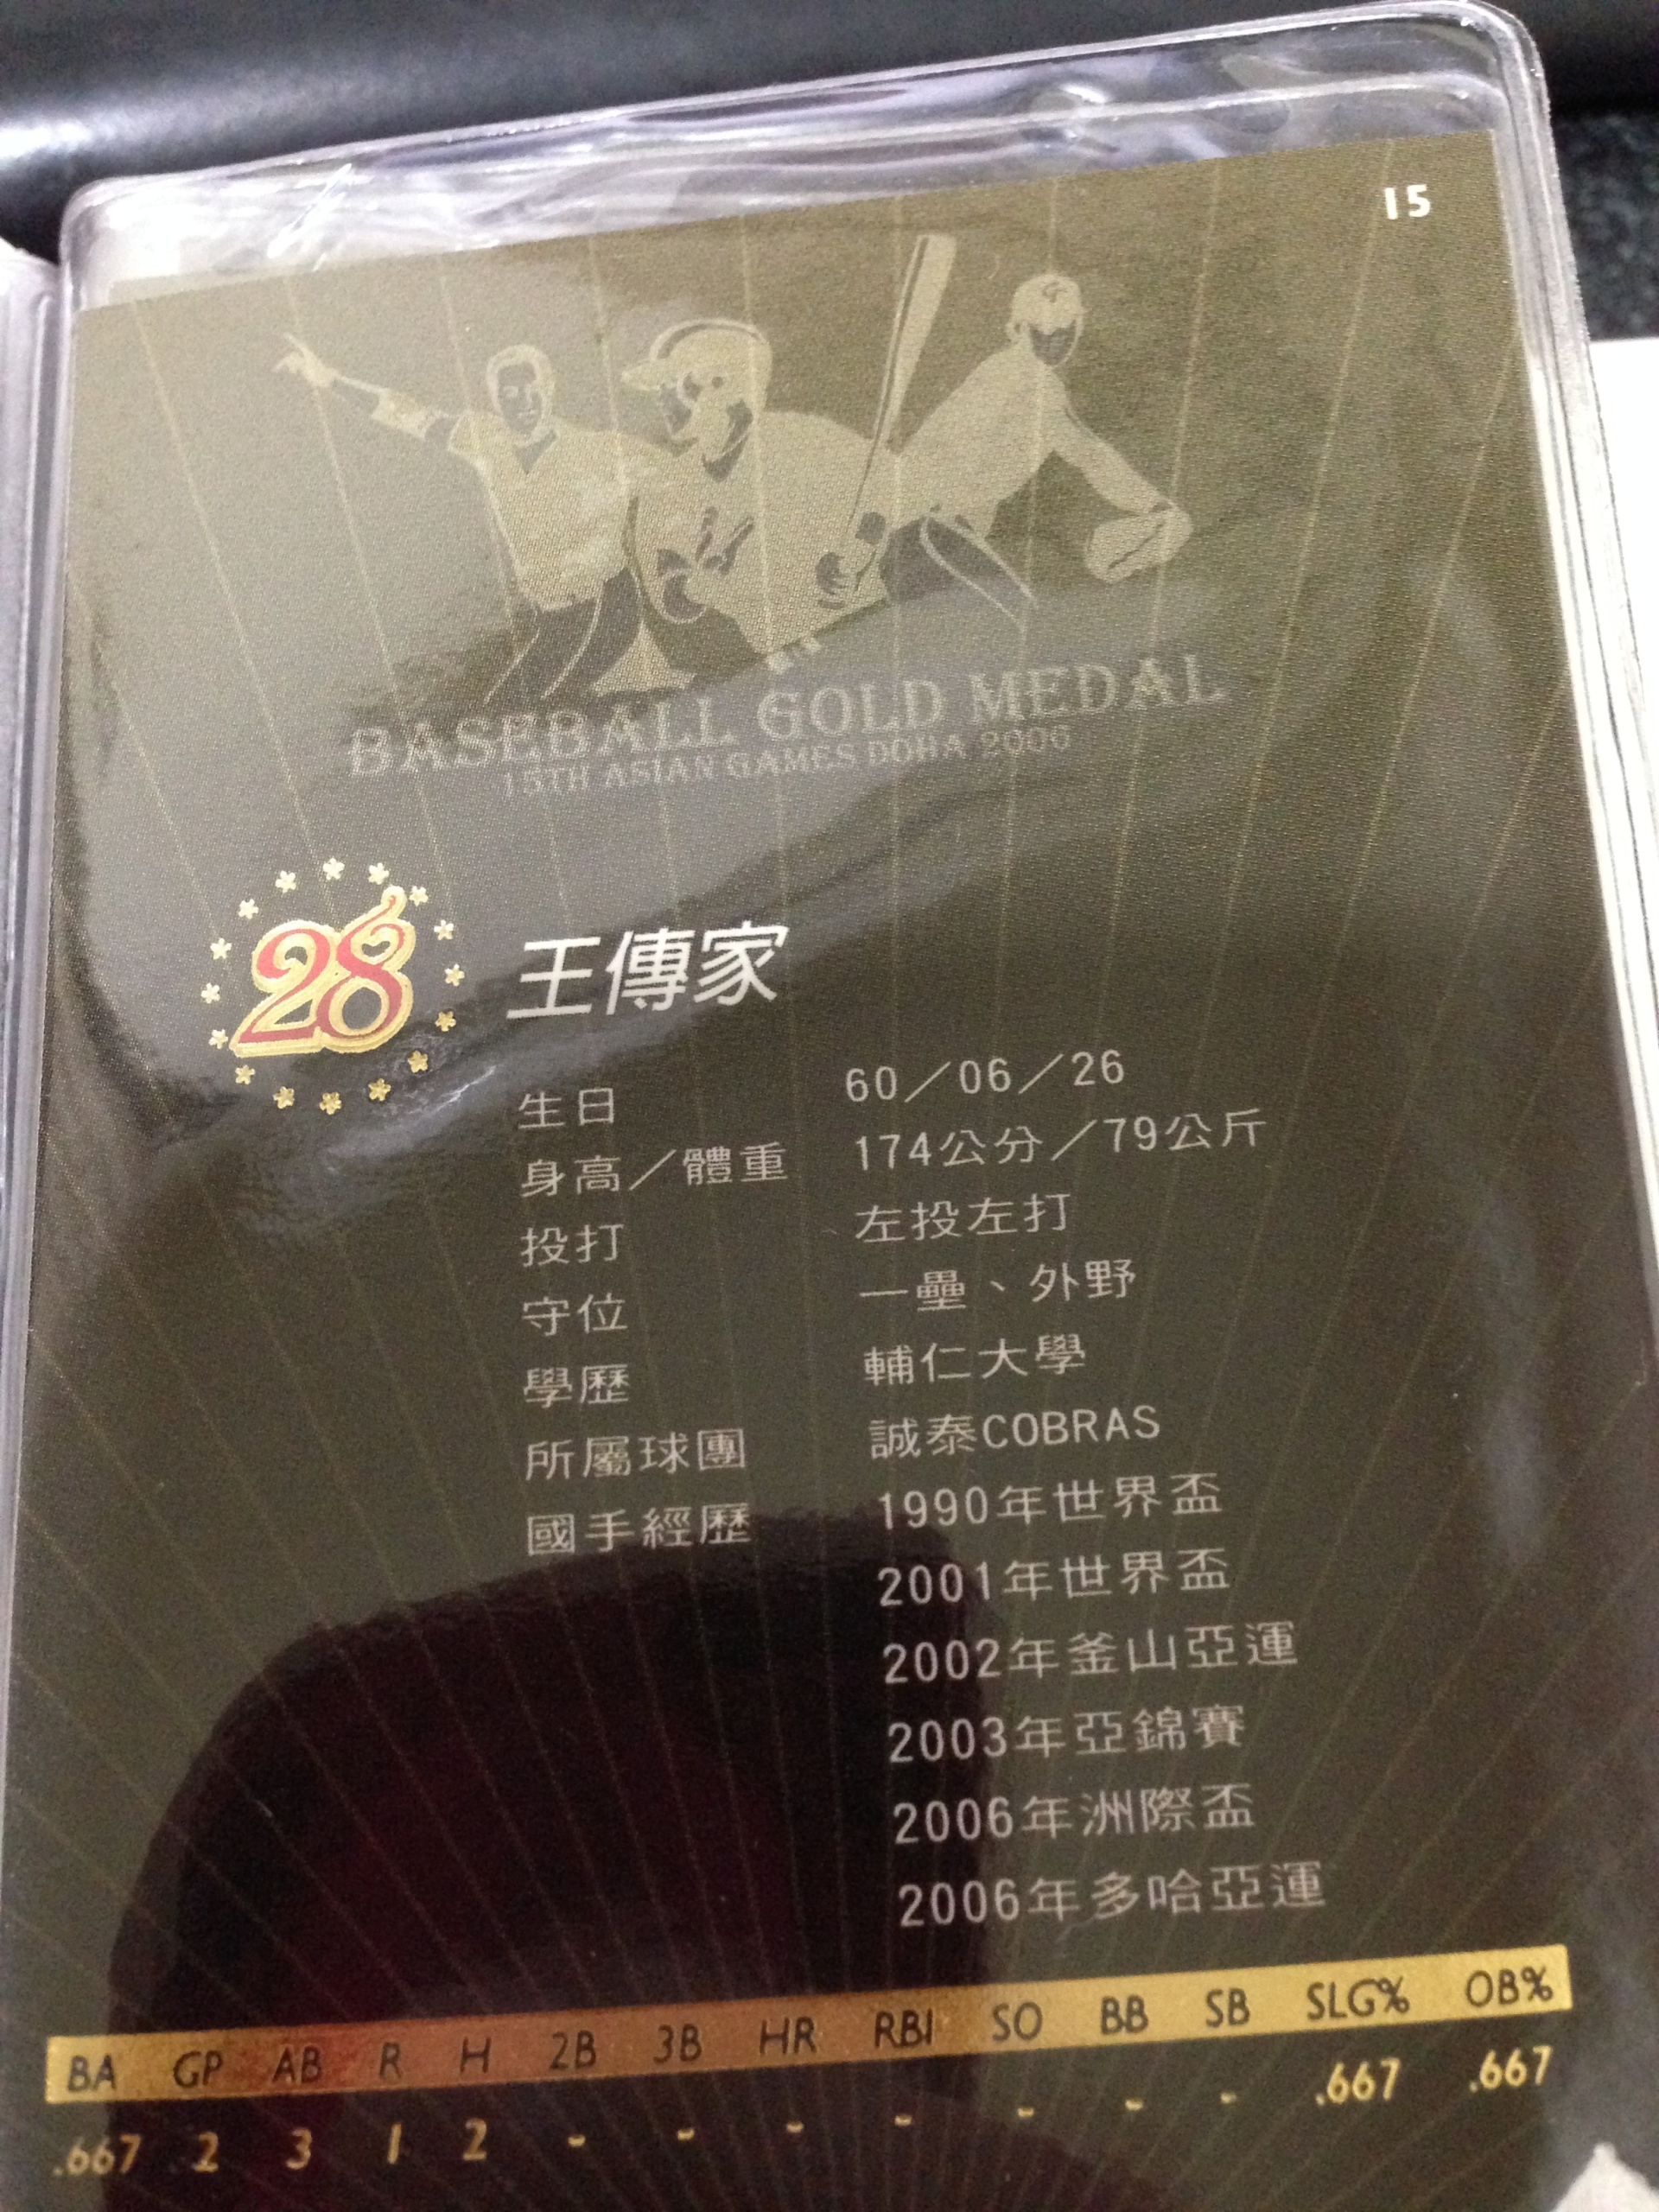 15
BASEBALL GOLD MEDAL
15TH ASIAN GAMES DOHA 2006
28 王傳家
生日 60／06／26
身高／體重 174公分／79公斤
投打 左投左打
守位 一壘、外野
學歷 輔仁大學
所屬球團 誠泰COBRAS
國手經歷 1990年世界盃
2001年世界盃
2002年釜山亞運
2003年亞錦賽
2006年洲際盃
2006年多哈亞運
BA GP AB R H 2B 3B HR RBI SO BB SB SLG% OB%
.667 2 3 1 2 - - - - - - - .667 .667